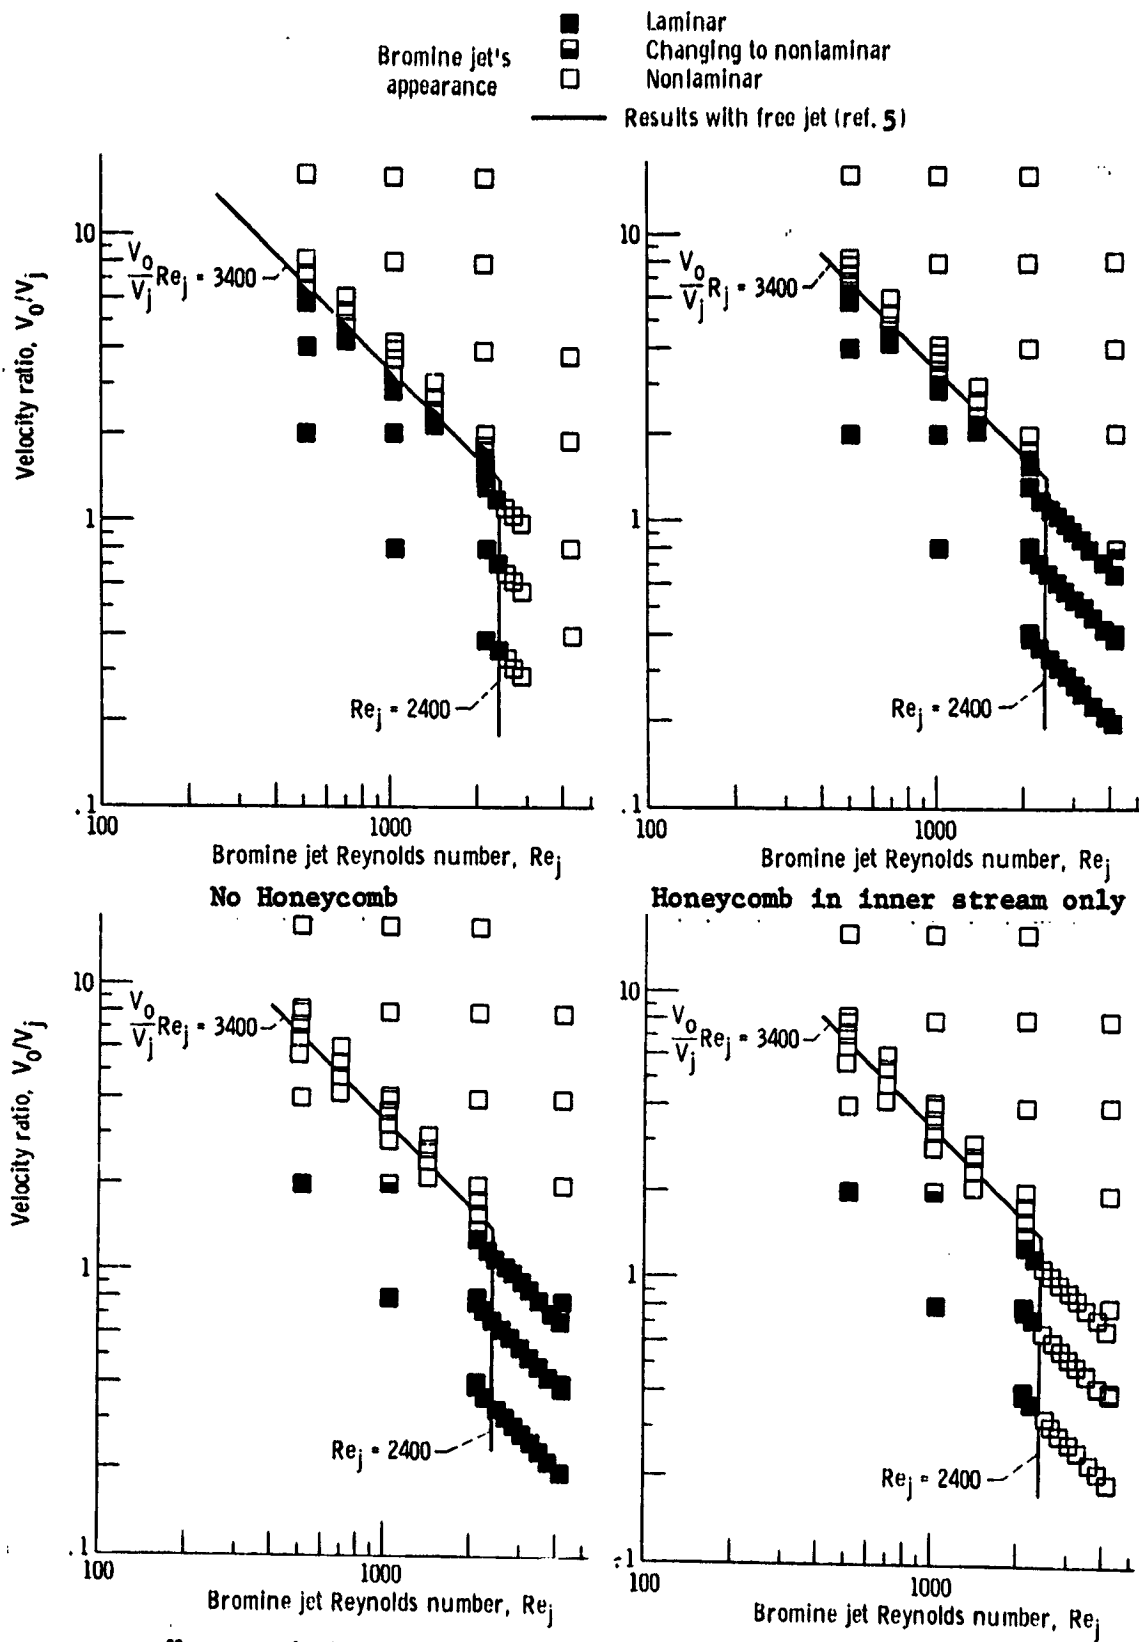 Bromine jet's
appearance
Laminar
Changing to nonlaminar
Nonlaminar
Results with free jet (ref. 5)
Velocity ratio, V₀/Vⱼ
10
1
.1
V₀/Vⱼ Reⱼ = 3400
Reⱼ = 2400
100
1000
Bromine jet Reynolds number, Reⱼ
No Honeycomb
10
1
.1
V₀/Vⱼ Rⱼ = 3400
Reⱼ = 2400
100
1000
Bromine jet Reynolds number, Reⱼ
Honeycomb in inner stream only
Velocity ratio, V₀/Vⱼ
10
1
.1
V₀/Vⱼ Reⱼ = 3400
Reⱼ = 2400
100
1000
Bromine jet Reynolds number, Reⱼ
10
1
.1
V₀/Vⱼ Reⱼ = 3400
Reⱼ = 2400
100
1000
Bromine jet Reynolds number, Reⱼ